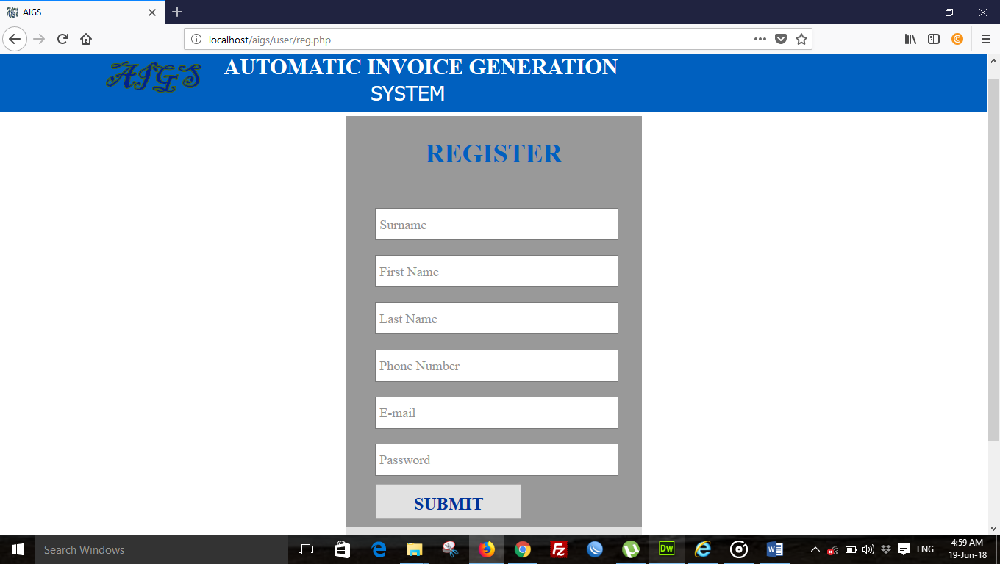 AIGS
localhost/aigs/user/reg.php
AIGS
AUTOMATIC INVOICE GENERATION
SYSTEM
REGISTER
Surname
First Name
Last Name
Phone Number
E-mail
Password
SUBMIT
Search Windows
Dw
ENG
4:59 AM
19-Jun-18